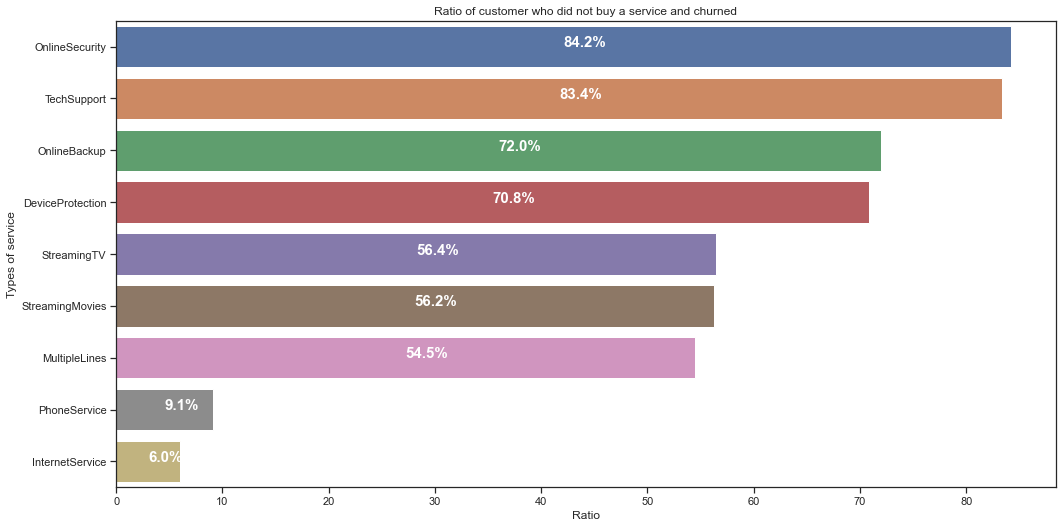 Ratio of customer who did not buy a service and churned
Types of service
OnlineSecurity 84.2%
TechSupport 83.4%
OnlineBackup 72.0%
DeviceProtection 70.8%
StreamingTV 56.4%
StreamingMovies 56.2%
MultipleLines 54.5%
PhoneService 9.1%
InternetService 6.0%
0 10 20 30 40 50 60 70 80
Ratio